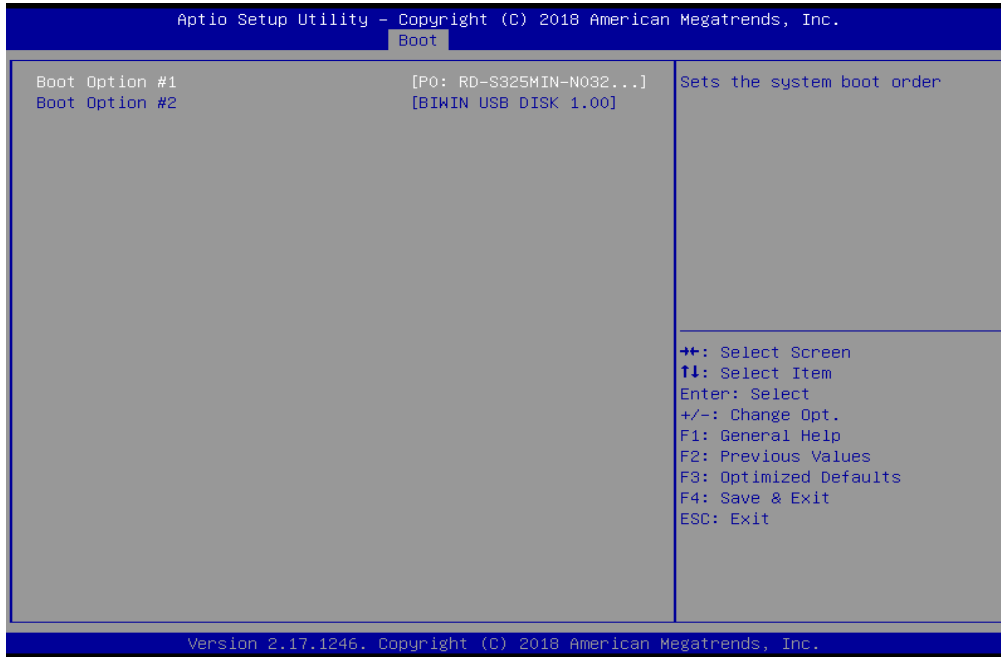 Aptio Setup Utility – Copyright (C) 2018 American Megatrends, Inc.
Boot
Boot Option #1 [P0: RD-S325MIN-N032...]
Boot Option #2 [BIWIN USB DISK 1.00]
Sets the system boot order
→←: Select Screen
↑↓: Select Item
Enter: Select
+/-: Change Opt.
F1: General Help
F2: Previous Values
F3: Optimized Defaults
F4: Save & Exit
ESC: Exit
Version 2.17.1246. Copyright (C) 2018 American Megatrends, Inc.